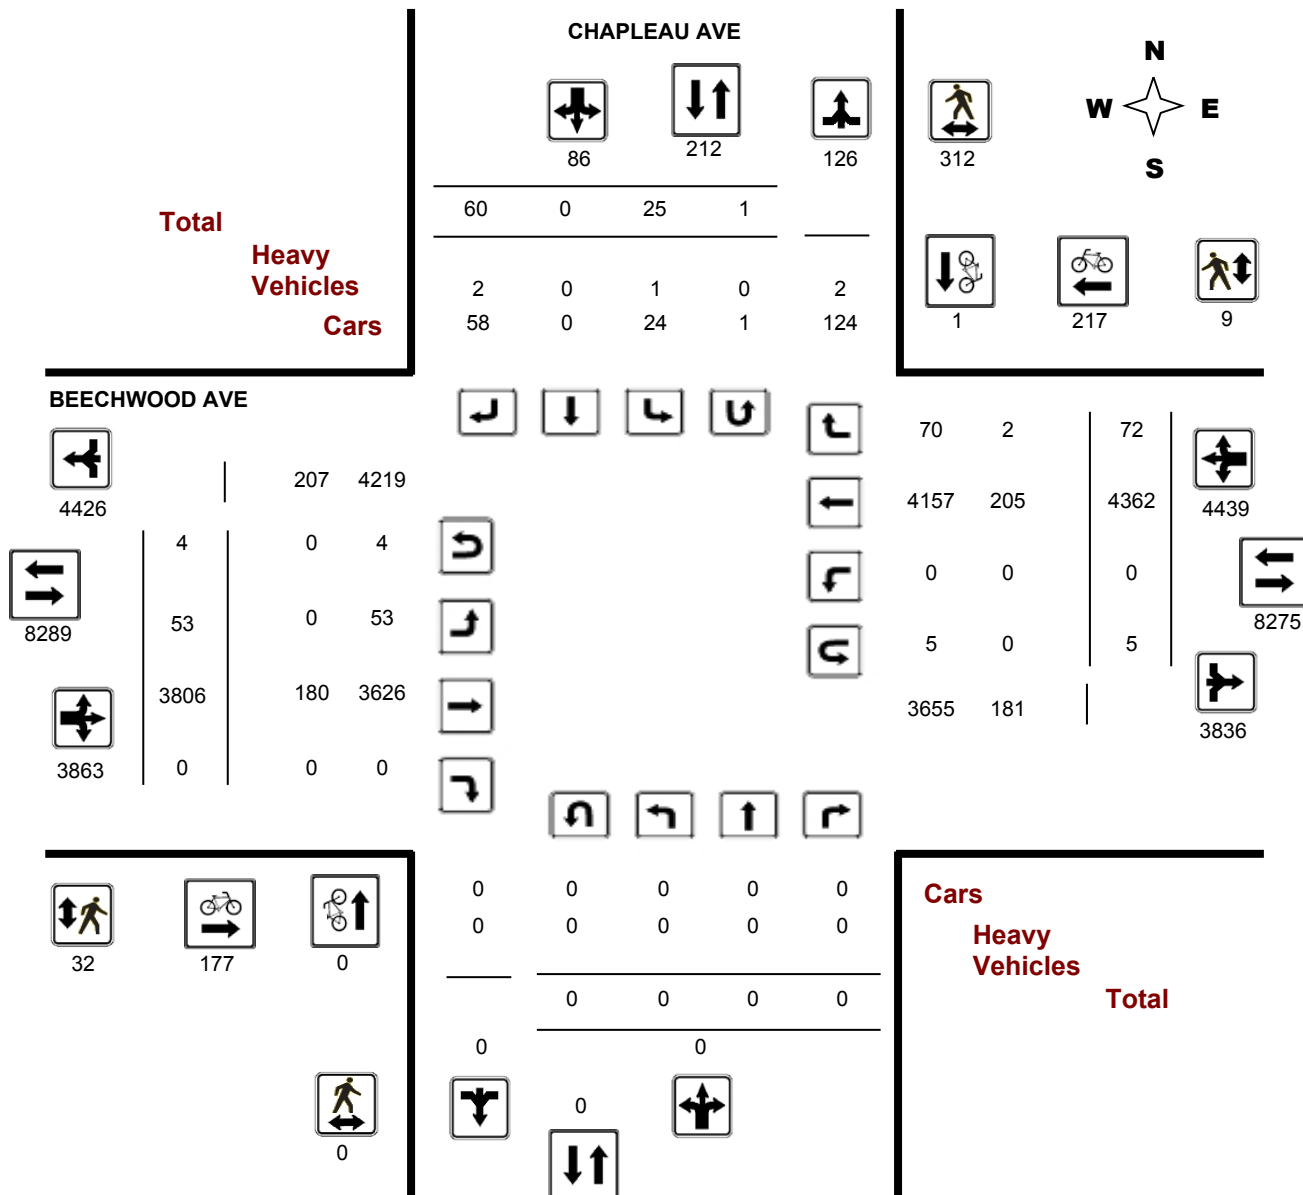 CHAPLEAU AVE
N
W E
S
86 212 126 312
60 0 25 1
Total
Heavy
Vehicles
2 0 1 0 2
Cars
58 0 24 1 124
1 217 9
BEECHWOOD AVE
4426
207 4219
4 0 4
8289
53 0 53
3806 180 3626
3863
0 0 0
70 2 72
4157 205 4362
4439
0 0 0
8275
5 0 5
3655 181
3836
32 177 0
0
0 0 0 0 0
0 0 0 0 0
0 0 0 0
0 0
0
Cars
Heavy
Vehicles
Total